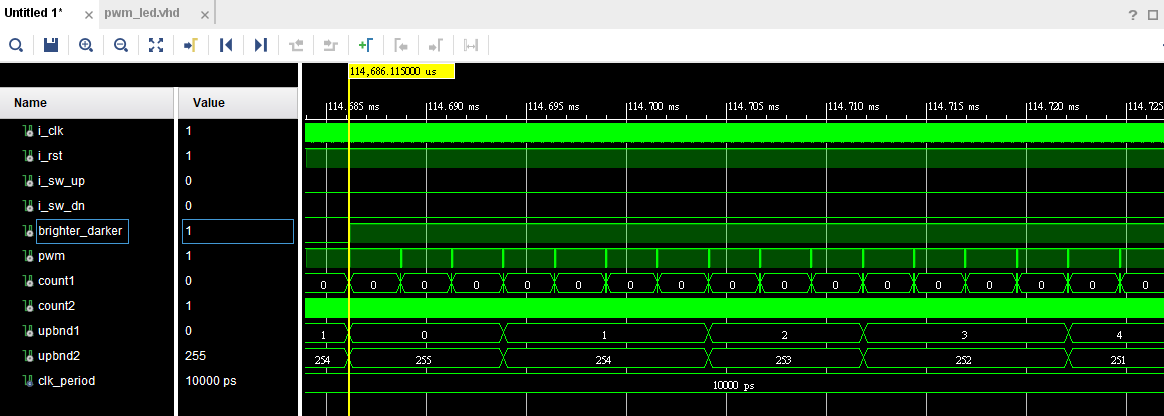 Untitled 1* × pwm_led.vhd × ?
114,686.115000 us
Name Value 114.685 ms 114.690 ms 114.695 ms 114.700 ms 114.705 ms 114.710 ms 114.715 ms 114.720 ms 114.725
i_clk 1
i_rst 1
i_sw_up 0
i_sw_dn 0
brighter_darker 1
pwm 1
count1 0 0 0 0 0 0 0 0 0 0 0 0 0 0 0 0 0
count2 1
upbnd1 0 1 0 1 2 3 4
upbnd2 255 254 255 254 253 252 251
clk_period 10000 ps 10000 ps